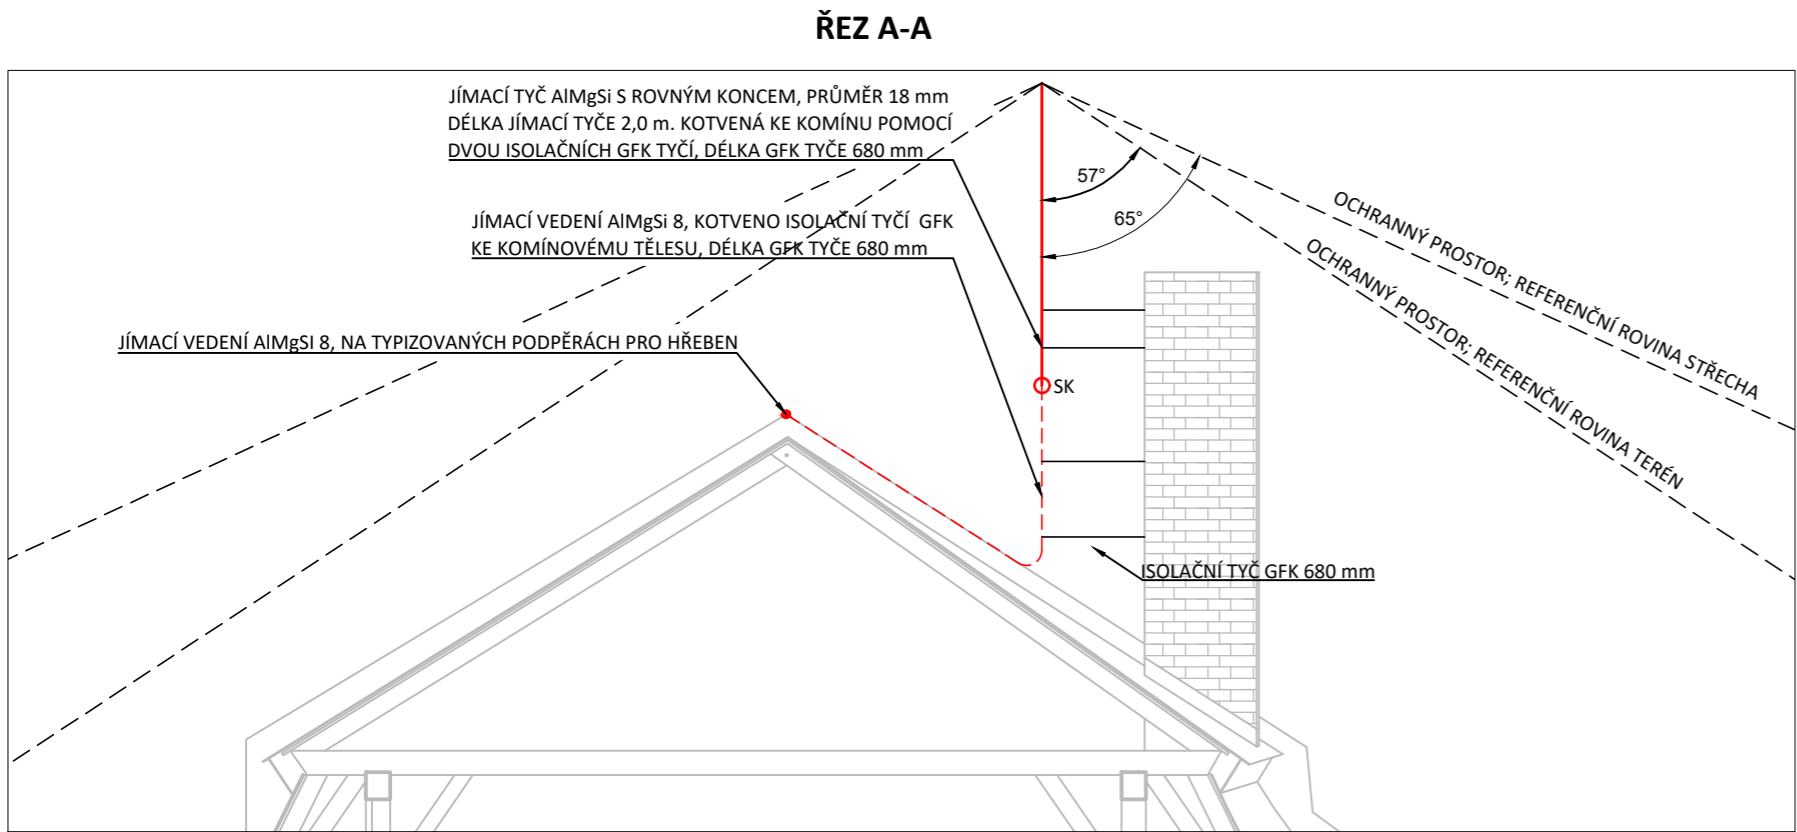 ŘEZ A-A
JÍMACÍ TYČ AlMgSi S ROVNÝM KONCEM, PRŮMĚR 18 mm
DÉLKA JÍMACÍ TYČE 2,0 m. KOTVENÁ KE KOMÍNU POMOCÍ
DVOU ISOLAČNÍCH GFK TYČÍ, DÉLKA GFK TYČE 680 mm
57°
65°
JÍMACÍ VEDENÍ AlMgSi 8, KOTVENO ISOLAČNÍ TYČÍ GFK
KE KOMÍNOVÉMU TĚLESU, DÉLKA GFK TYČE 680 mm
OCHRANNÝ PROSTOR; REFERENČNÍ ROVINA STŘECHA
OCHRANNÝ PROSTOR; REFERENČNÍ ROVINA TERÉN
JÍMACÍ VEDENÍ AlMgSI 8, NA TYPIZOVANÝCH PODPĚRÁCH PRO HŘEBEN
SK
ISOLAČNÍ TYČ GFK 680 mm